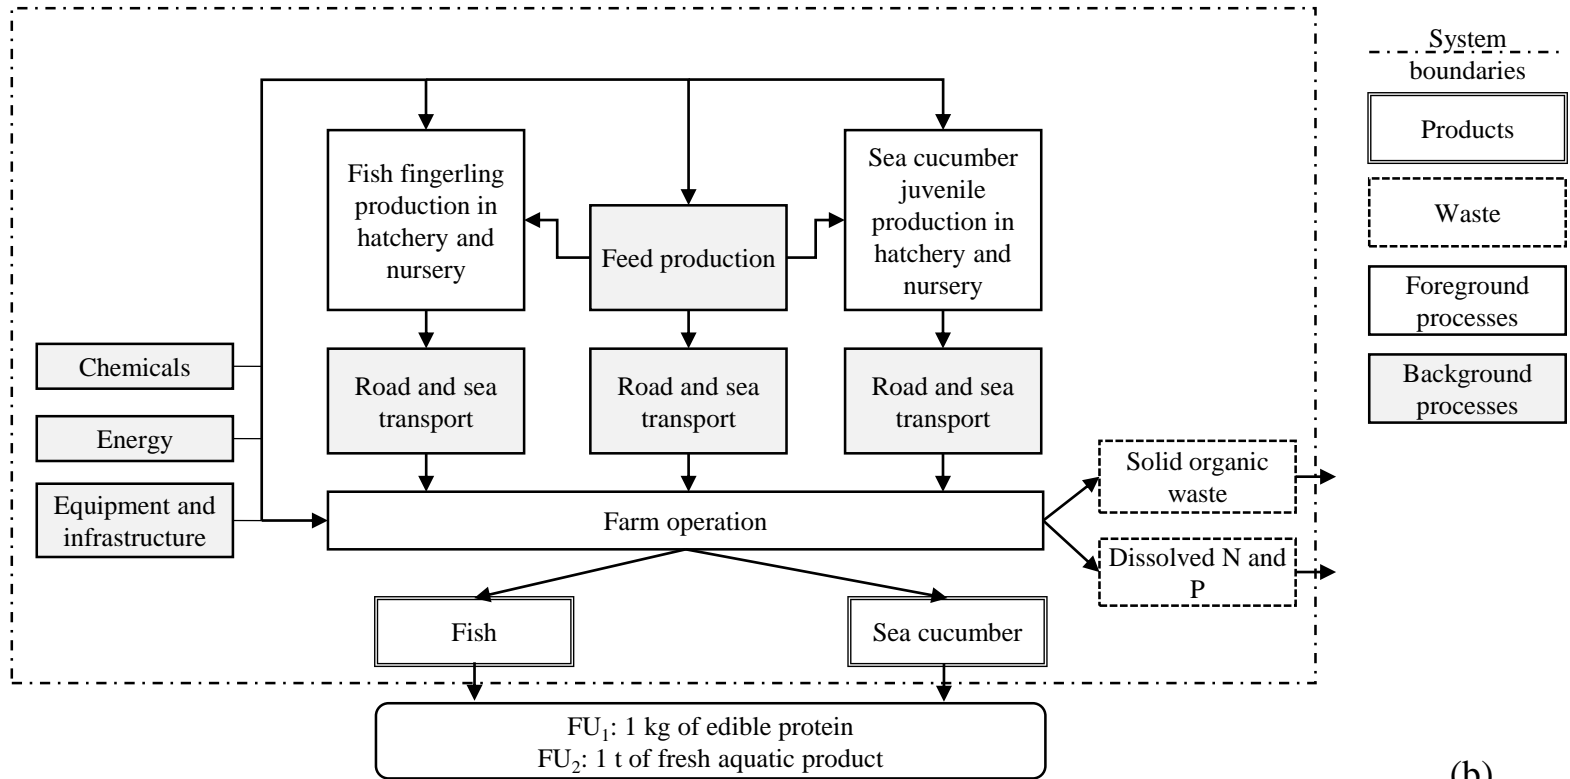 System
boundaries
Products
Waste
Foreground
processes
Background
processes
Fish fingerling
production in
hatchery and
nursery
Feed production
Sea cucumber
juvenile
production in
hatchery and
nursery
Chemicals
Energy
Equipment and
infrastructure
Road and sea
transport
Road and sea
transport
Road and sea
transport
Farm operation
Solid organic
waste
Dissolved N and
P
Fish
Sea cucumber
FU₁: 1 kg of edible protein
FU₂: 1 t of fresh aquatic product
(b)